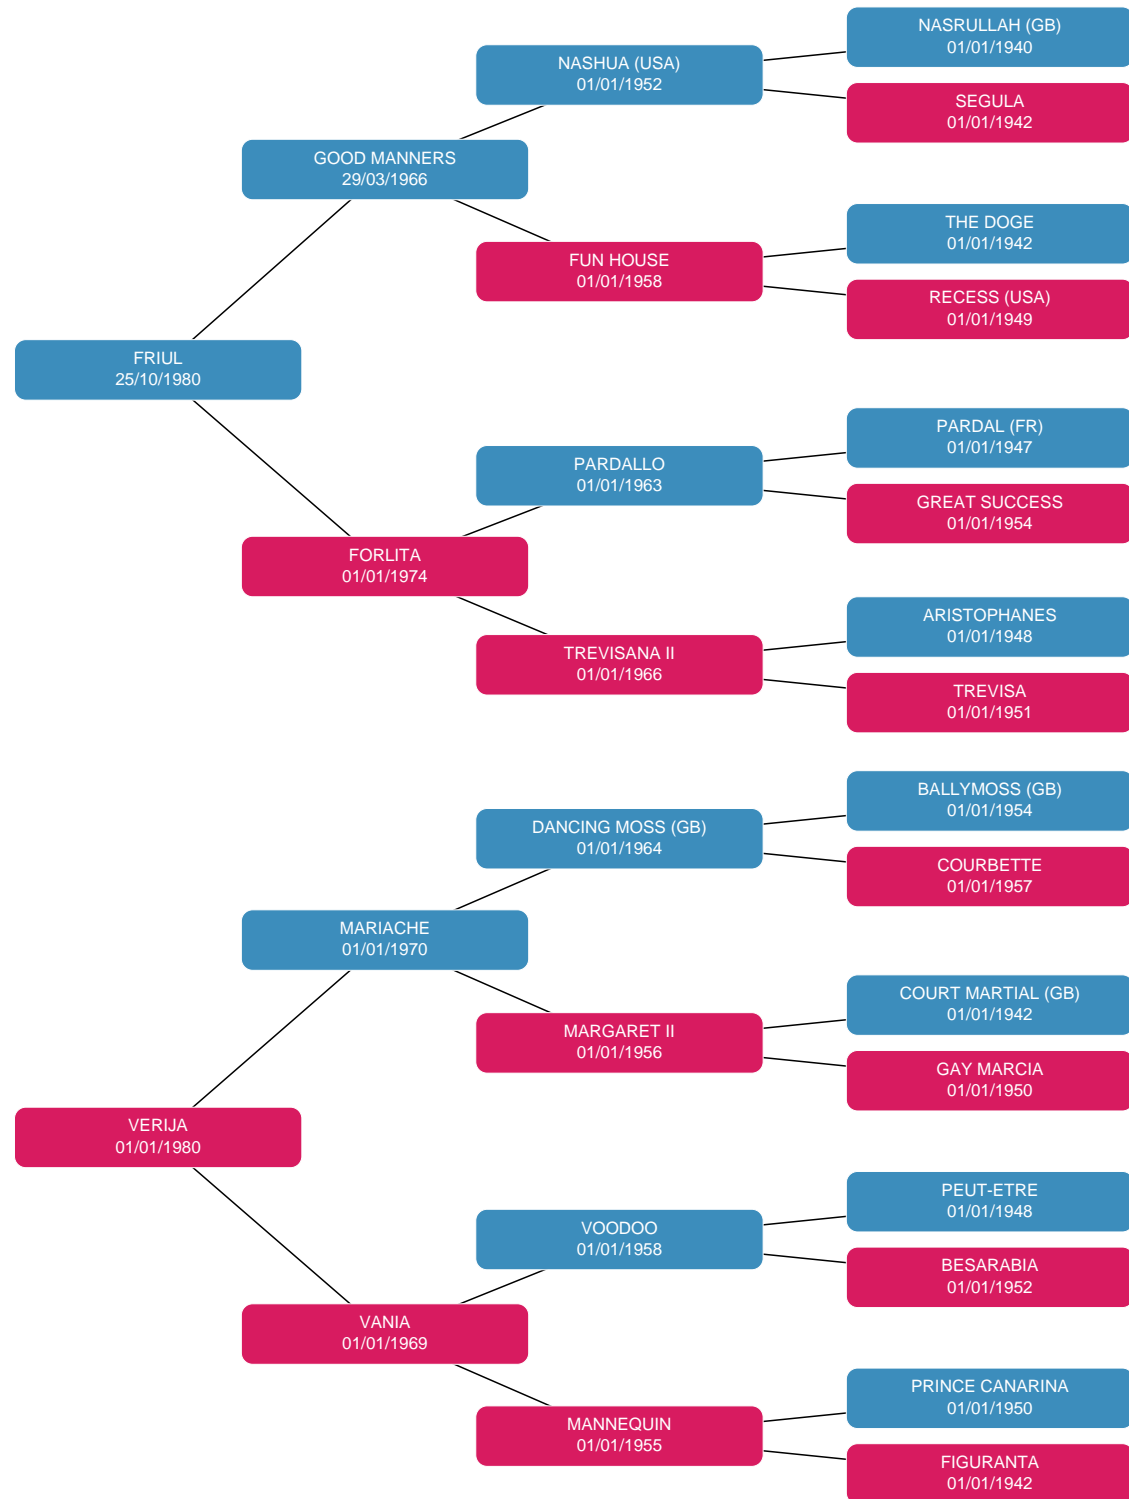 NASRULLAH (GB)
01/01/1940
NASHUA (USA)
01/01/1952
SEGULA
01/01/1942
GOOD MANNERS
29/03/1966
THE DOGE
01/01/1942
FUN HOUSE
01/01/1958
RECESS (USA)
01/01/1949
FRIUL
25/10/1980
PARDAL (FR)
01/01/1947
PARDALLO
01/01/1963
GREAT SUCCESS
01/01/1954
FORLITA
01/01/1974
ARISTOPHANES
01/01/1948
TREVISANA II
01/01/1966
TREVISA
01/01/1951
BALLYMOSS (GB)
01/01/1954
DANCING MOSS (GB)
01/01/1964
COURBETTE
01/01/1957
MARIACHE
01/01/1970
COURT MARTIAL (GB)
01/01/1942
MARGARET II
01/01/1956
GAY MARCIA
01/01/1950
VERIJA
01/01/1980
PEUT-ETRE
01/01/1948
VOODOO
01/01/1958
BESARABIA
01/01/1952
VANIA
01/01/1969
PRINCE CANARINA
01/01/1950
MANNEQUIN
01/01/1955
FIGURANTA
01/01/1942